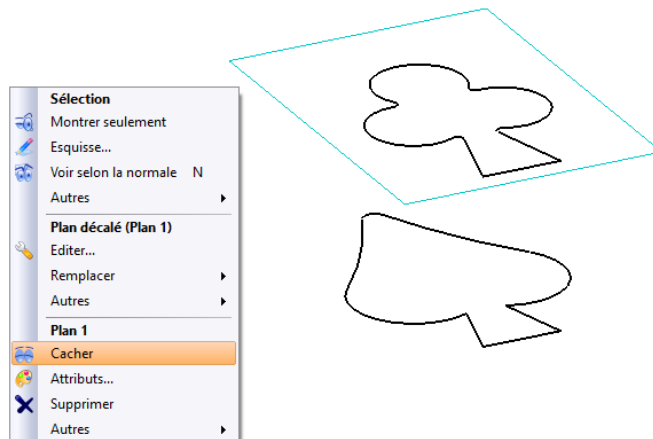 Sélection
Montrer seulement
Esquisse...
Voir selon la normale N
Autres
Plan décalé (Plan 1)
Editer...
Remplacer
Autres
Plan 1
Cacher
Attributs...
Supprimer
Autres